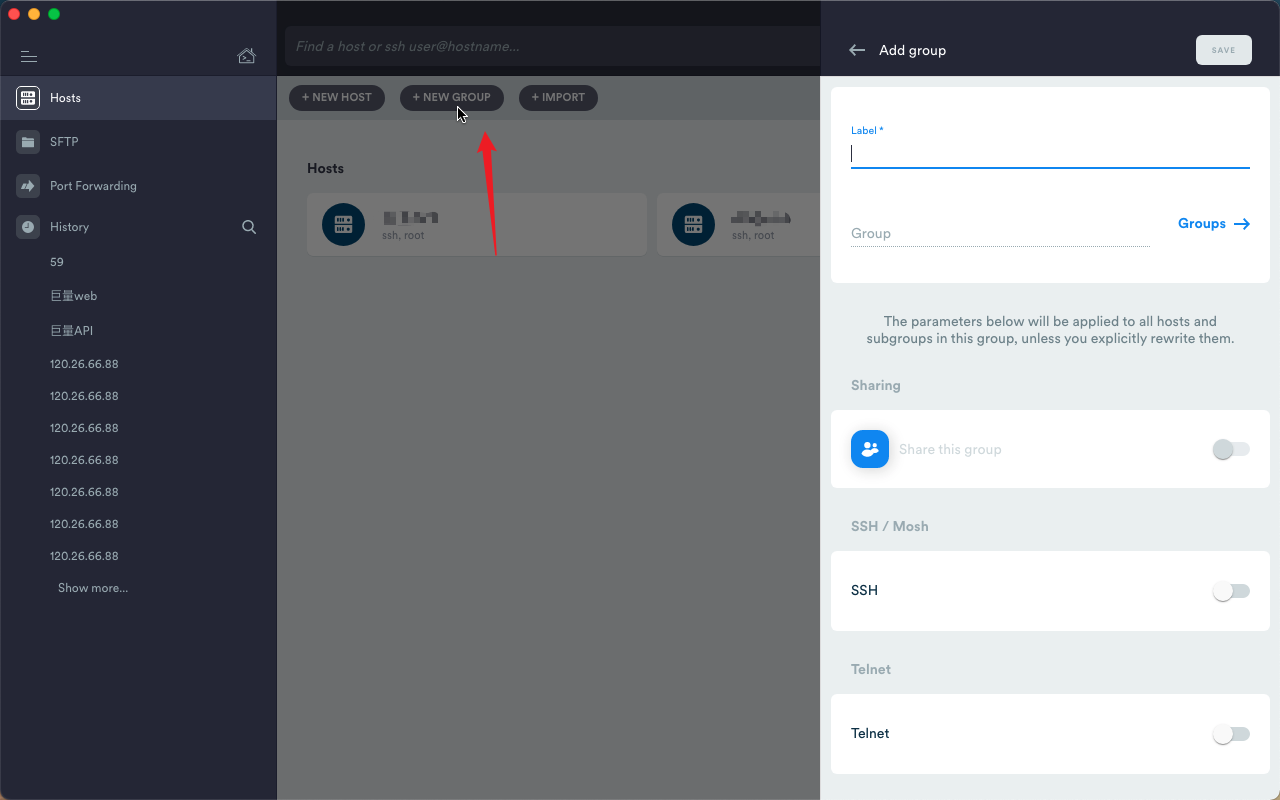 Find a host or ssh user@hostname...
Add group
SAVE
Hosts
SFTP
Port Forwarding
History
59
巨量web
巨量API
120.26.66.88
120.26.66.88
120.26.66.88
120.26.66.88
120.26.66.88
120.26.66.88
120.26.66.88
Show more...
+ NEW HOST
+ NEW GROUP
+ IMPORT
Hosts
ssh, root
ssh, root
Label *
Group
Groups
The parameters below will be applied to all hosts and
subgroups in this group, unless you explicitly rewrite them.
Sharing
Share this group
SSH / Mosh
SSH
Telnet
Telnet